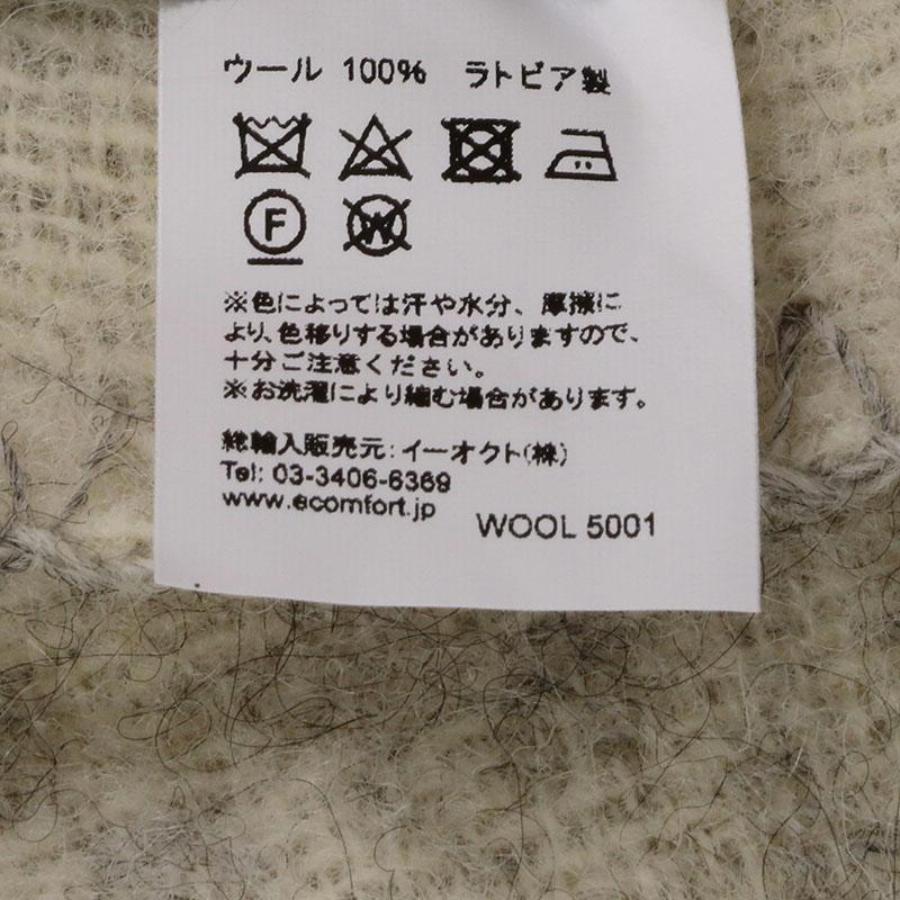 ウール 100% ラトビア製
F W
※色によっては汗や水分、摩擦に
より、色移りする場合がありますので、
十分ご注意ください。
※お洗濯により縮む場合があります。
総輸入販売元：イーオクト(株)
Tel: 03-3406-6369
www.ecomfort.jp
WOOL 5001